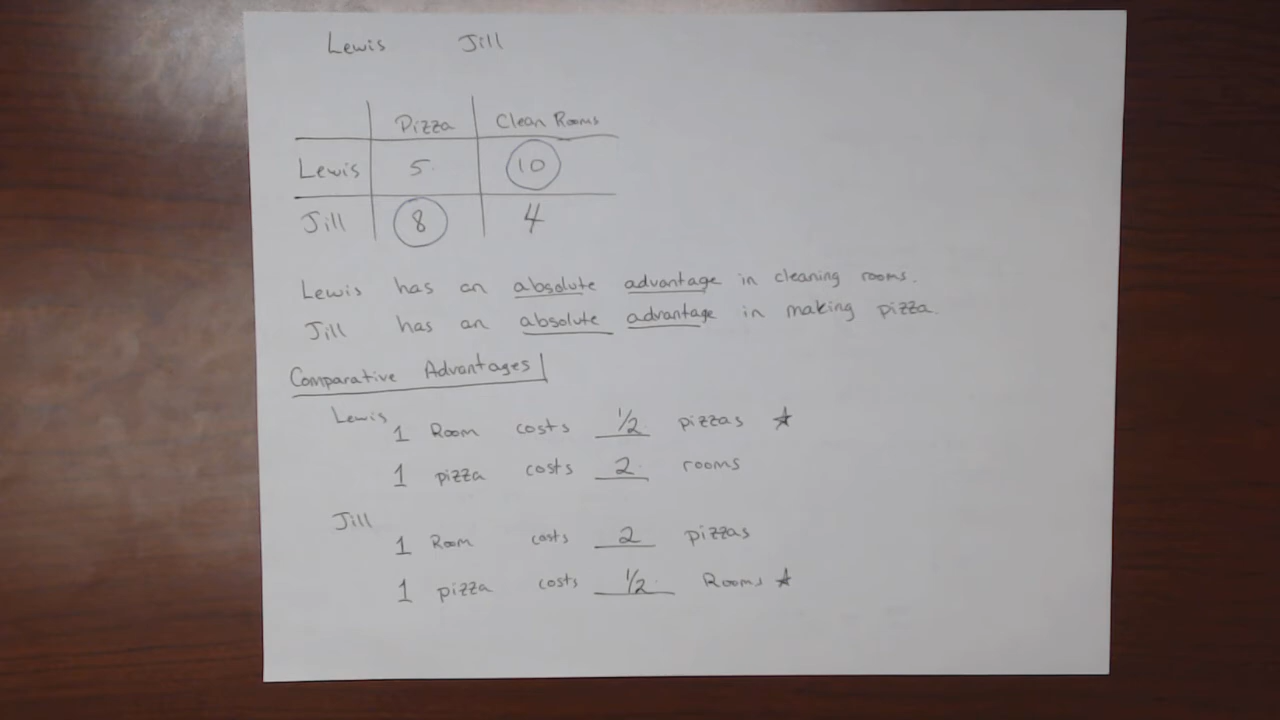 Lewis Jill
Pizza Clean Rooms
Lewis 5 10
Jill 8 4
Lewis has an absolute advantage in cleaning rooms.
Jill has an absolute advantage in making pizza.
Comparative Advantages
Lewis
1 Room costs 1/2 pizzas ★
1 pizza costs 2 rooms
Jill
1 Room costs 2 pizzas
1 pizza costs 1/2 Rooms ★